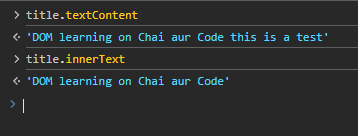 > title.textContent
<· 'DOM learning on Chai aur Code this is a test'
> title.innerText
<· 'DOM learning on Chai aur Code'
>